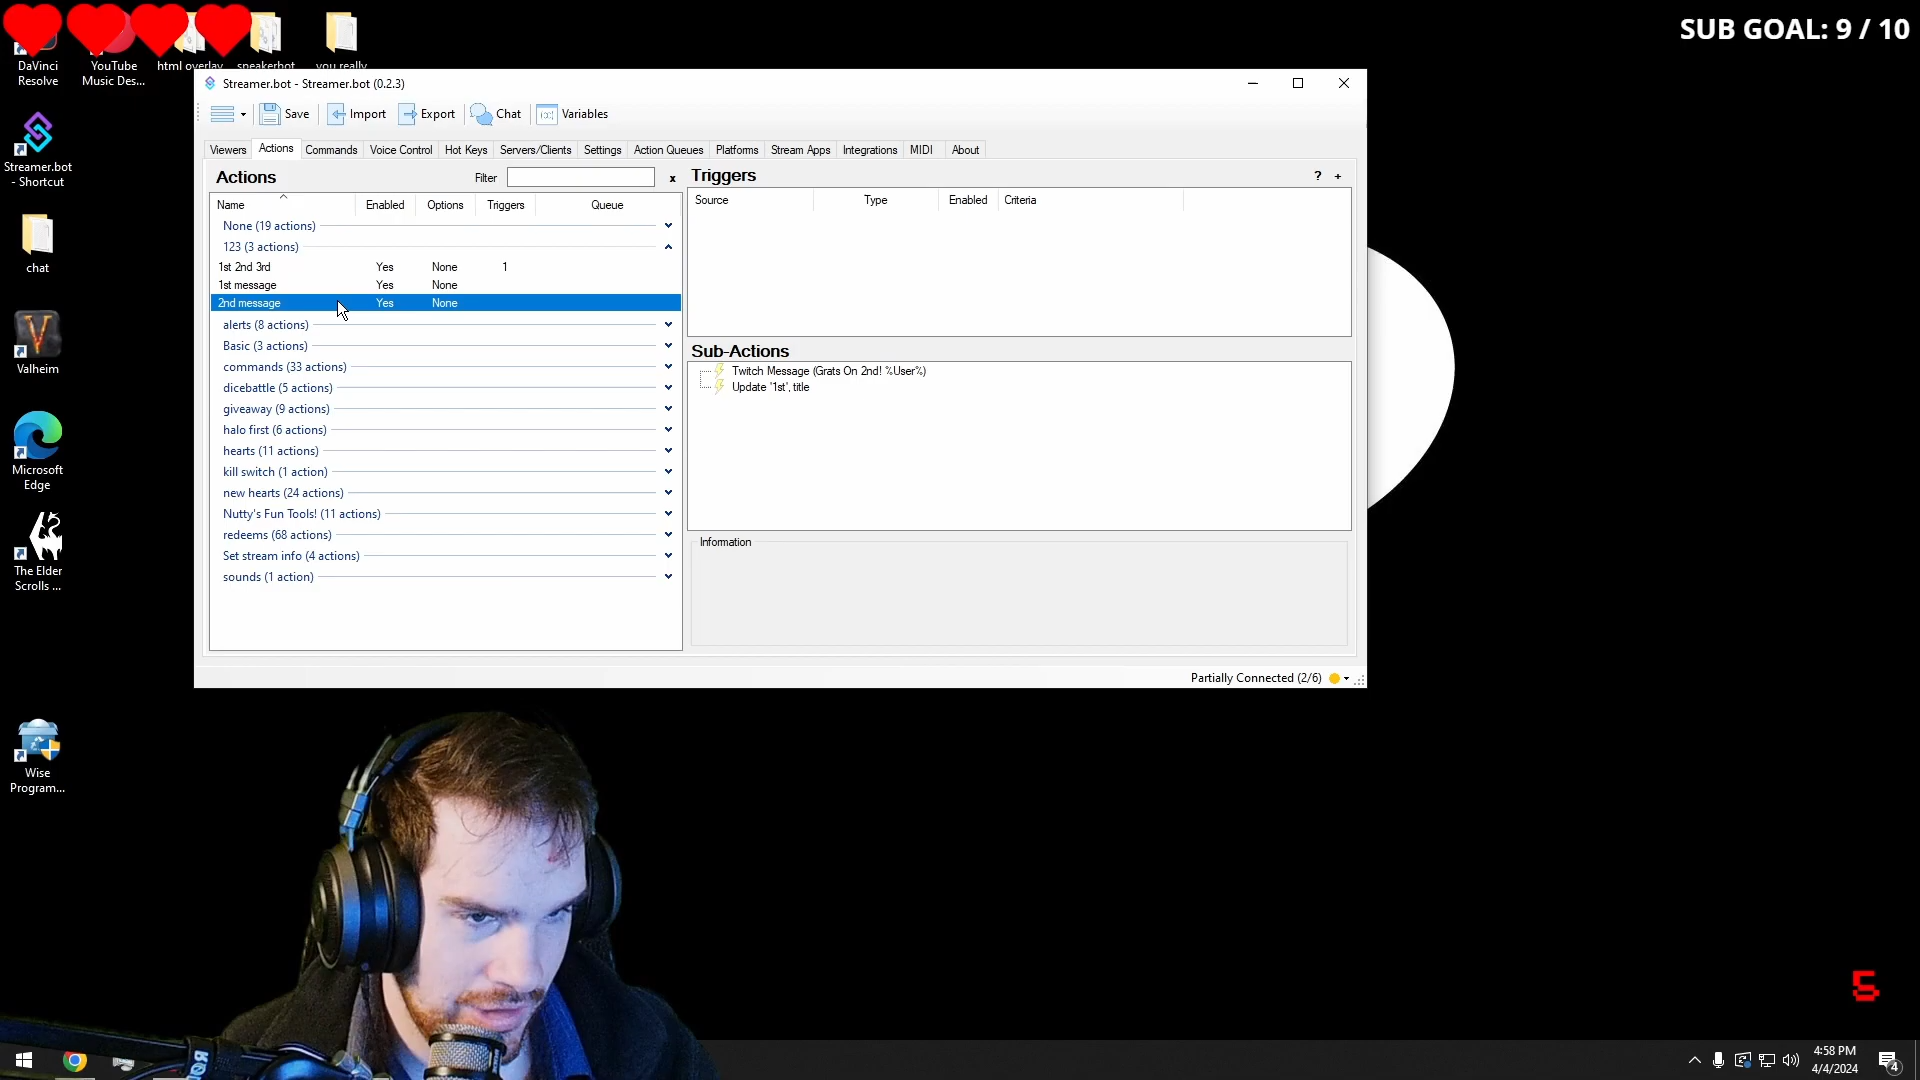 SUB GOAL: 9 / 10
DaVinci
Resolve
YouTube
Music Des...
html overlay
speakerbot
you really
Streamer.bot
- Shortcut
chat
Valheim
Microsoft
Edge
The Elder
Scrolls ...
Wise
Program...
Streamer.bot - Streamer.bot (0.2.3)
Save Import Export Chat Variables
Viewers Actions Commands Voice Control Hot Keys Servers/Clients Settings Action Queues Platforms Stream Apps Integrations MIDI About
Actions Filter x
Name Enabled Options Triggers Queue
None (19 actions)
123 (3 actions)
1st 2nd 3rd Yes None 1
1st message Yes None
2nd message Yes None
alerts (8 actions)
Basic (3 actions)
commands (33 actions)
dicebattle (5 actions)
giveaway (9 actions)
halo first (6 actions)
hearts (11 actions)
kill switch (1 action)
new hearts (24 actions)
Nutty's Fun Tools! (11 actions)
redeems (68 actions)
Set stream info (4 actions)
sounds (1 action)
Triggers ? +
Source Type Enabled Criteria
Sub-Actions
Twitch Message (Grats On 2nd! %User%)
Update '1st', title
Information
Partially Connected (2/6)
5
4:58 PM
4/4/2024
4